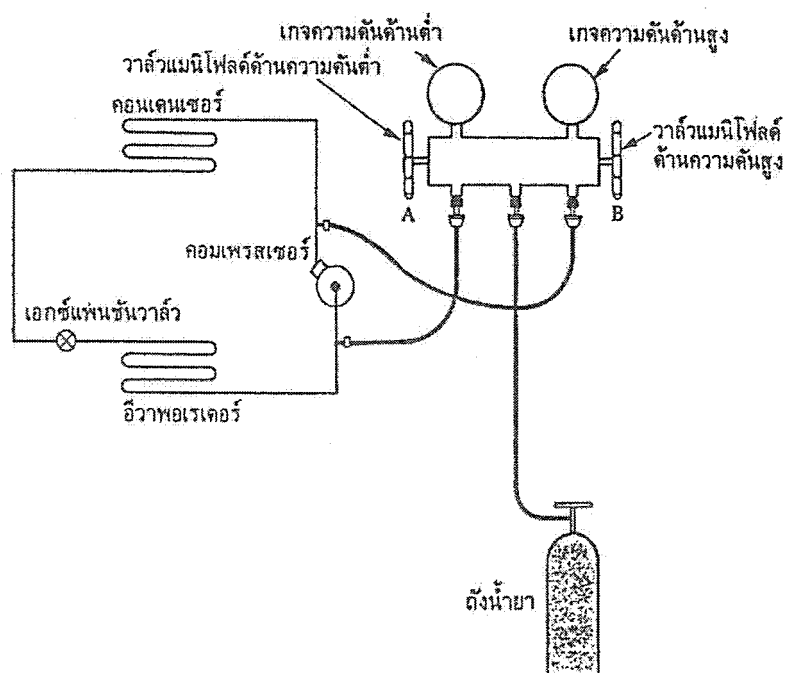 เกจความดันด้านต่ำ
เกจความดันด้านสูง
วาล์วแมนิโฟลด์ด้านความดันต่ำ
คอนเดนเซอร์
วาล์วแมนิโฟลด์
ด้านความดันสูง
A
B
คอมเพรสเซอร์
เอกซ์แพ่นชันวาล์ว
อีวาพอเรเตอร์
ถังน้ำยา